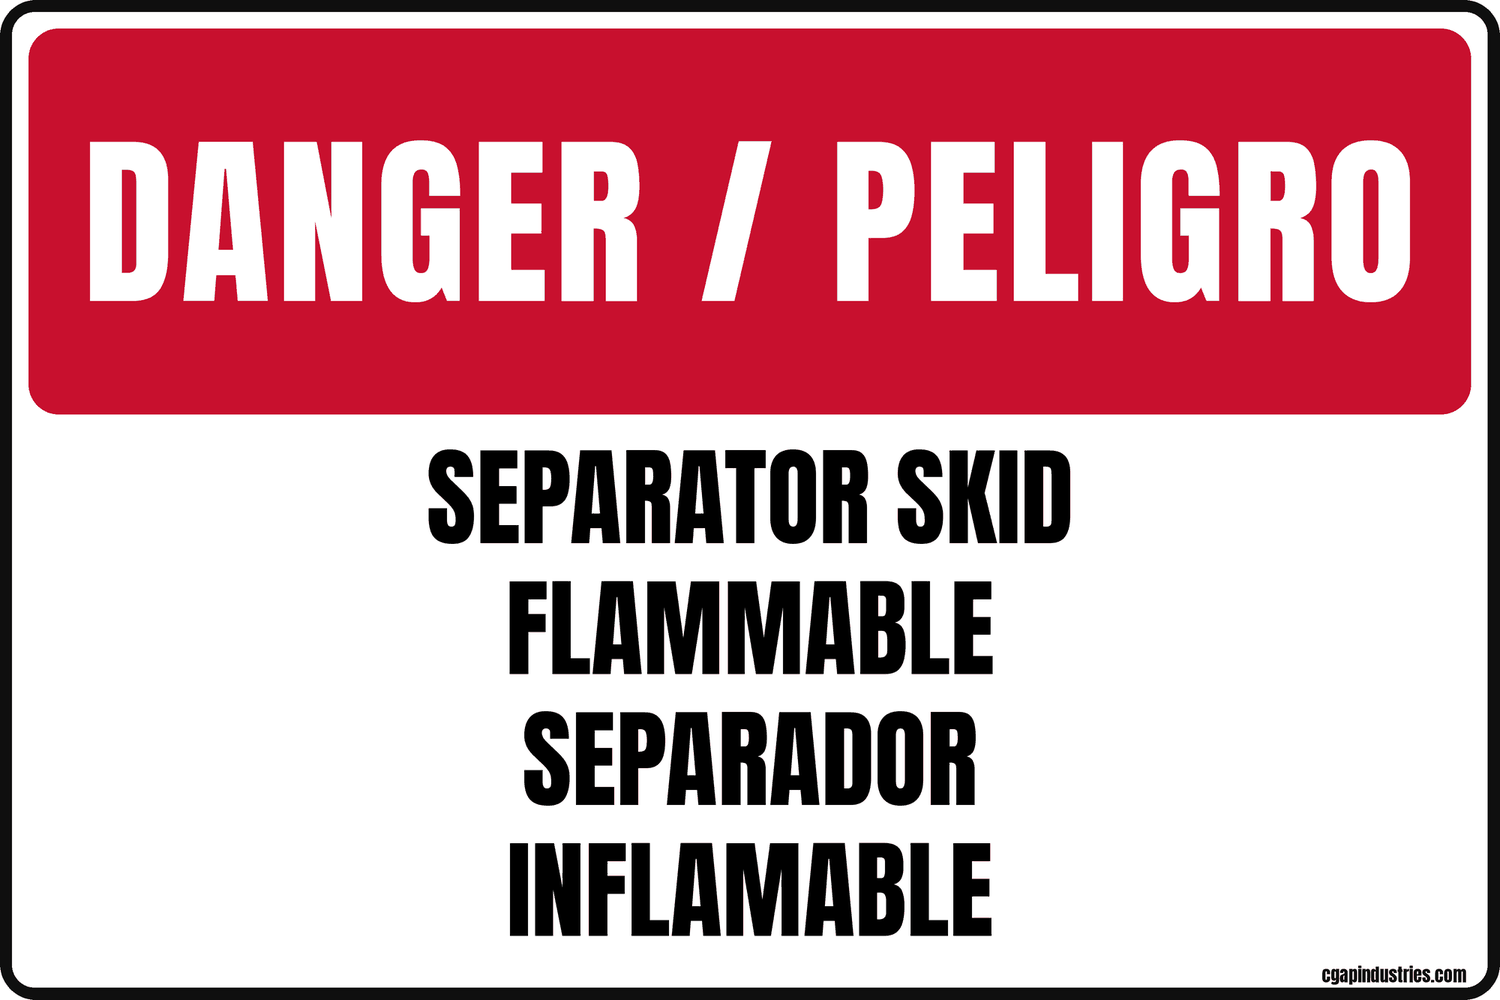 DANGER / PELIGRO
SEPARATOR SKID
FLAMMABLE
SEPARADOR
INFLAMABLE
cgapindustries.com